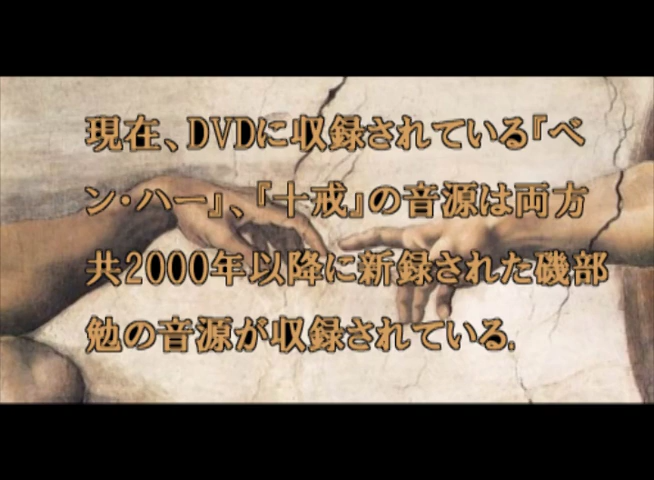 現在、DVDに収録されている『ベ
ン・ハー』、『十戒』の音源は両方
共2000年以降に新録された磯部
勉の音源が収録されている.